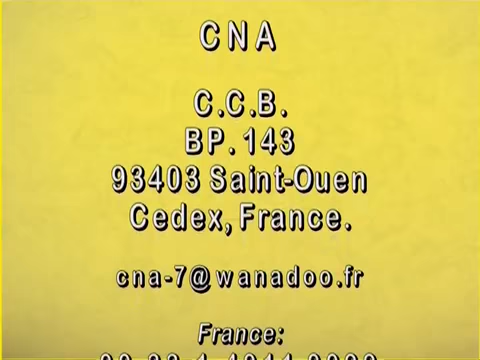 CNA
C.C.B.
BP. 143
93403 Saint-Ouen
Cedex, France.
cna-7@wanadoo.fr
France: